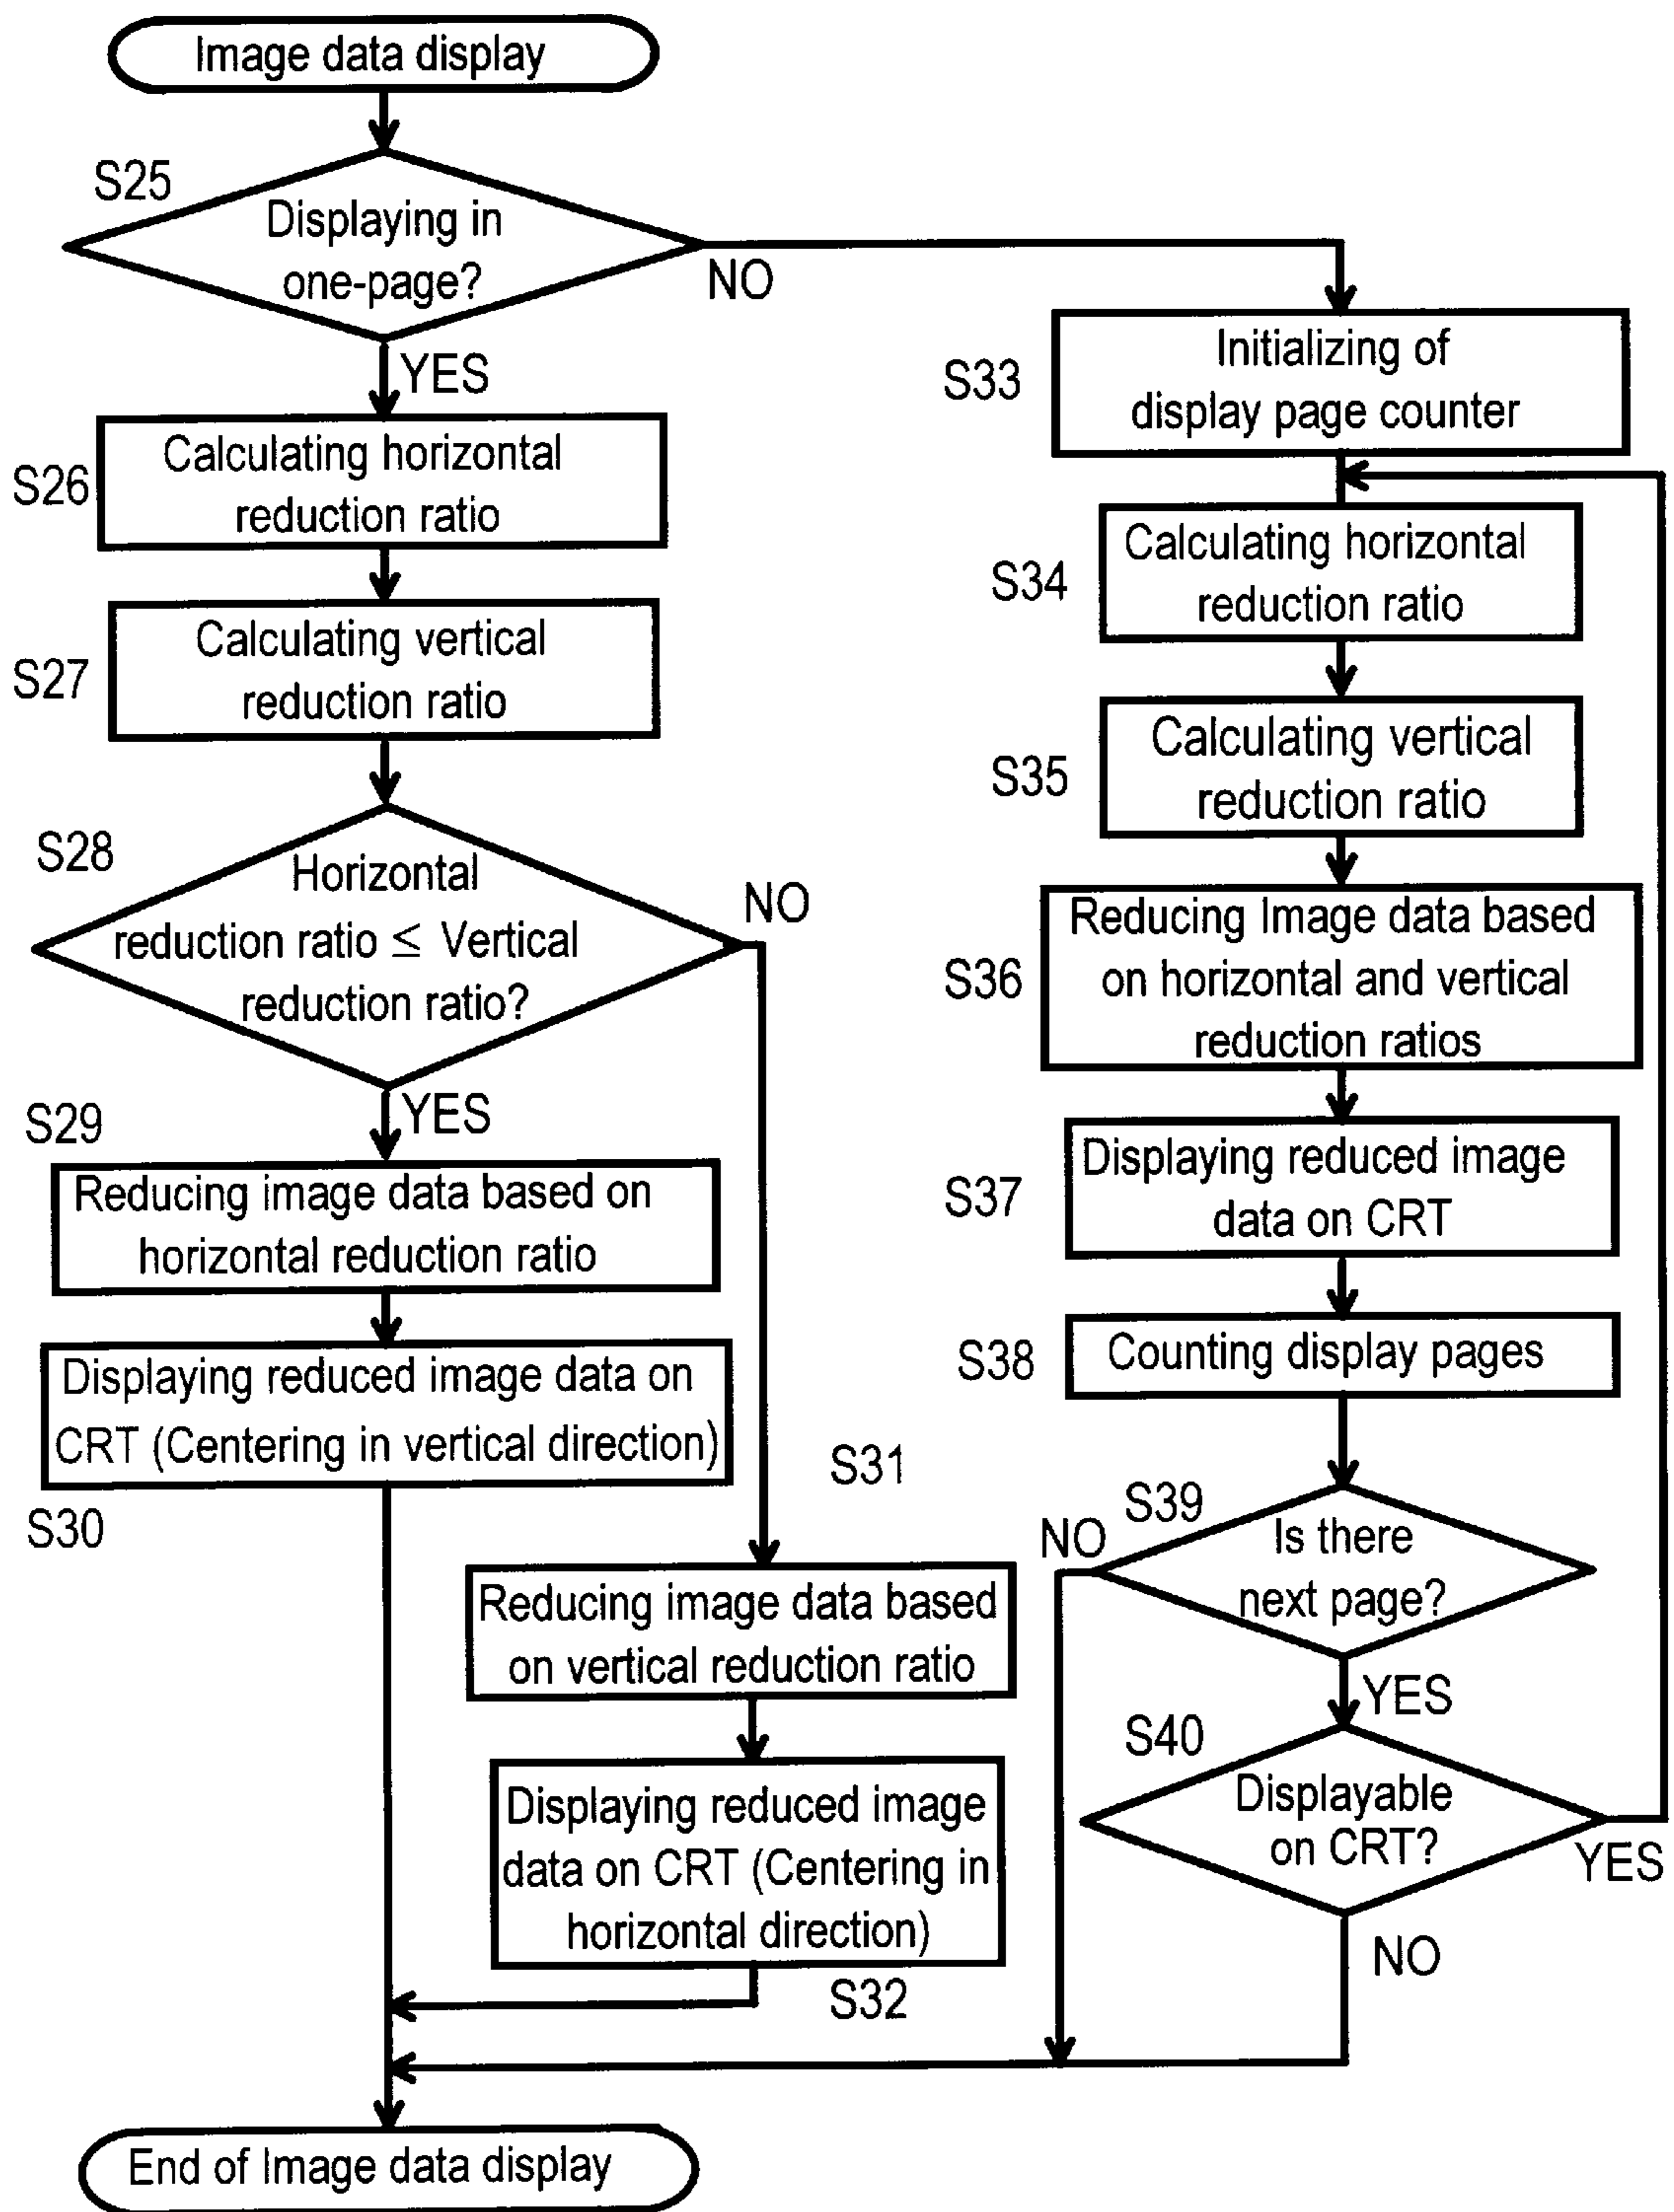 Image data display
S25
Displaying in
one-page?
NO
YES
S26
Calculating horizontal
reduction ratio
S27
Calculating vertical
reduction ratio
S28
Horizontal
reduction ratio ≤ Vertical
reduction ratio?
NO
YES
S29
Reducing image data based on
horizontal reduction ratio
Displaying reduced image data on
CRT (Centering in vertical direction)
S30
S31
Reducing image data based
on vertical reduction ratio
Displaying reduced image
data on CRT (Centering in
horizontal direction)
S32
S33
Initializing of
display page counter
S34
Calculating horizontal
reduction ratio
S35
Calculating vertical
reduction ratio
S36
Reducing Image data based
on horizontal and vertical
reduction ratios
S37
Displaying reduced image
data on CRT
S38
Counting display pages
S39
NO
Is there
next page?
YES
S40
Displayable
on CRT?
YES
NO
End of Image data display